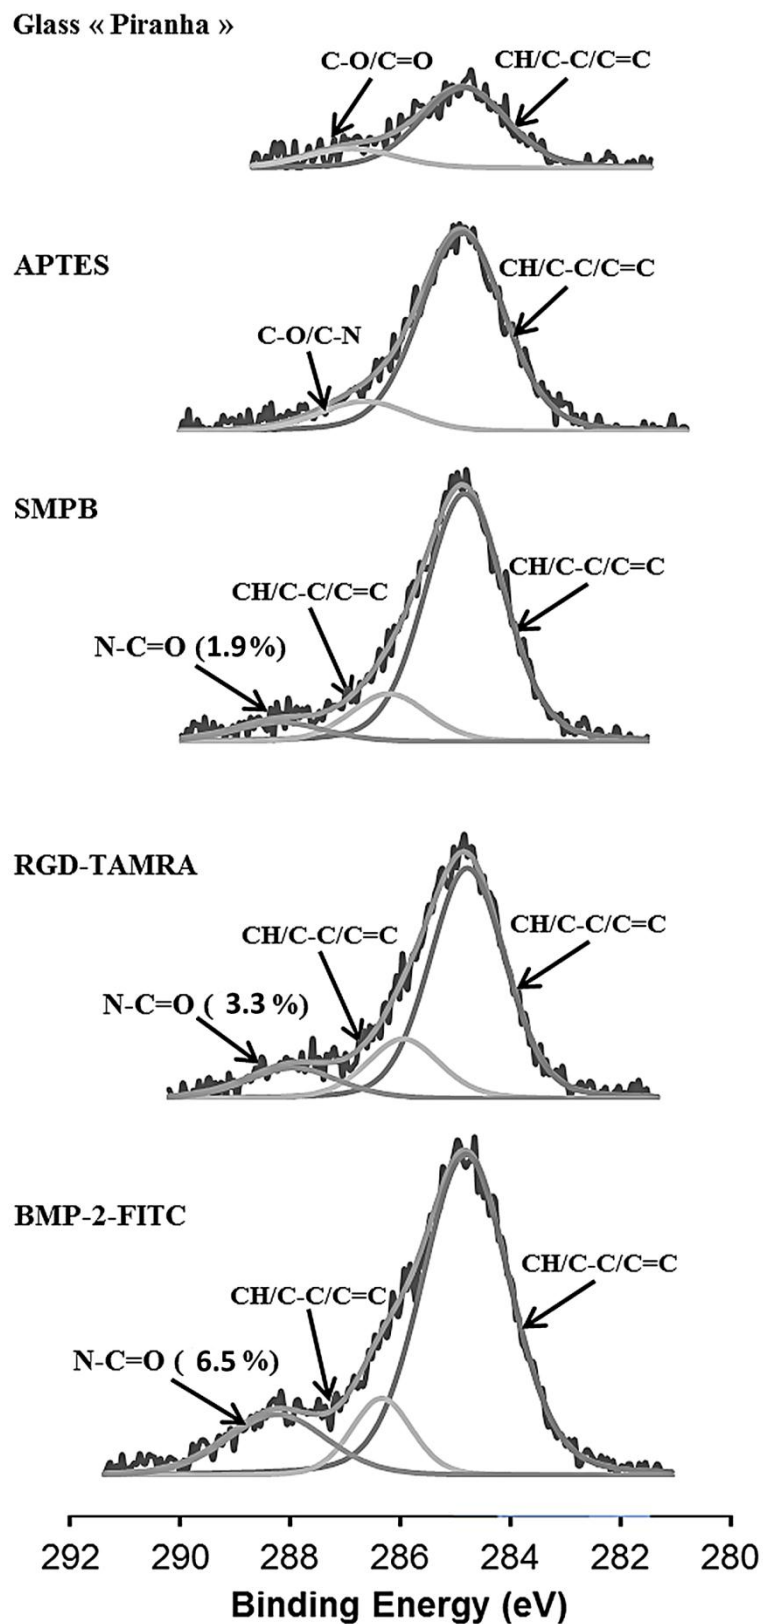 Glass « Piranha »
C-O/C=O
CH/C-C/C=C
APTES
CH/C-C/C=C
C-O/C-N
SMPB
CH/C-C/C=C
CH/C-C/C=C
N-C=O (1.9%)
RGD-TAMRA
CH/C-C/C=C
CH/C-C/C=C
N-C=O ( 3.3 %)
BMP-2-FITC
CH/C-C/C=C
CH/C-C/C=C
N-C=O ( 6.5 %)
292 290 288 286 284 282 280
Binding Energy (eV)